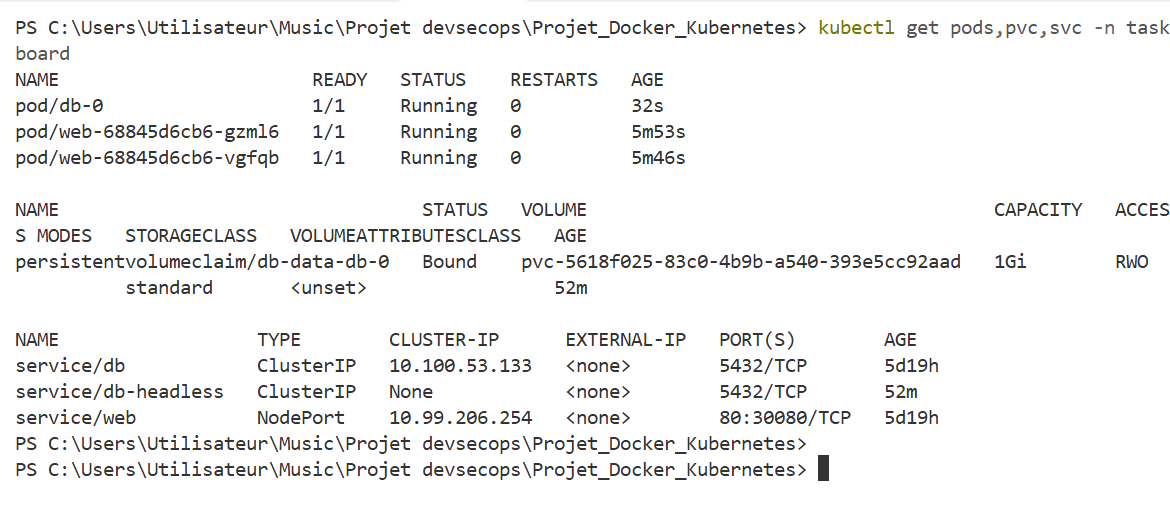 PS C:\Users\Utilisateur\Music\Projet devsecops\Projet_Docker_Kubernetes> kubectl get pods,pvc,svc -n task
board
NAME                       READY   STATUS    RESTARTS   AGE
pod/db-0                   1/1     Running   0          32s
pod/web-68845d6cb6-gzml6   1/1     Running   0          5m53s
pod/web-68845d6cb6-vgfqb   1/1     Running   0          5m46s

NAME                                 STATUS   VOLUME                                     CAPACITY   ACCES
S MODES   STORAGECLASS   VOLUMEATTRIBUTESCLASS   AGE
persistentvolumeclaim/db-data-db-0   Bound    pvc-5618f025-83c0-4b9b-a540-393e5cc92aad   1Gi        RWO
          standard       <unset>                 52m

NAME                  TYPE        CLUSTER-IP      EXTERNAL-IP   PORT(S)        AGE
service/db            ClusterIP   10.100.53.133   <none>        5432/TCP       5d19h
service/db-headless   ClusterIP   None            <none>        5432/TCP       52m
service/web           NodePort    10.99.206.254   <none>        80:30080/TCP   5d19h
PS C:\Users\Utilisateur\Music\Projet devsecops\Projet_Docker_Kubernetes>
PS C:\Users\Utilisateur\Music\Projet devsecops\Projet_Docker_Kubernetes>